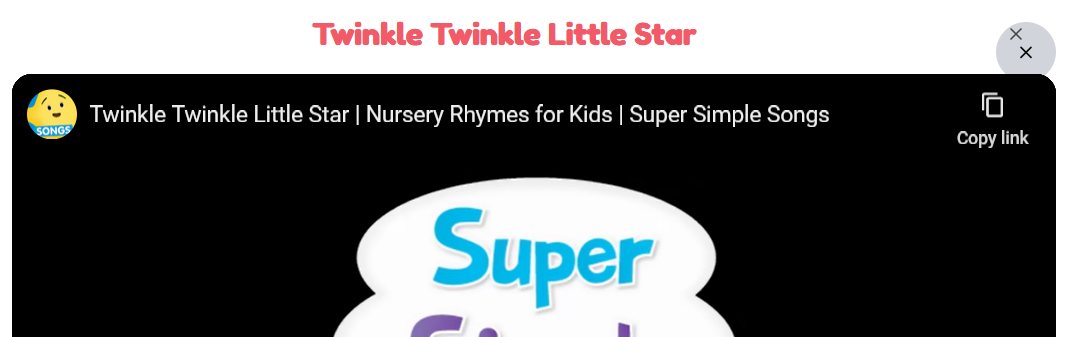 Twinkle Twinkle Little Star
Twinkle Twinkle Little Star | Nursery Rhymes for Kids | Super Simple Songs
SONGS
Copy link
Super